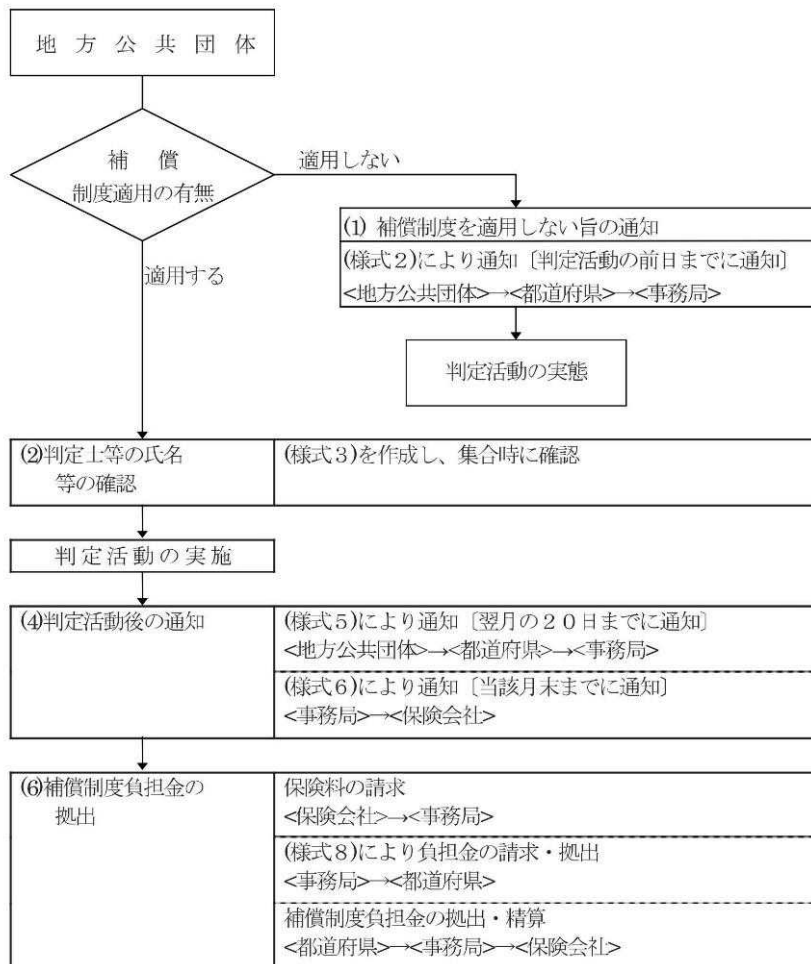 地方公共団体
補償
制度適用の有無
適用しない
適用する
(1) 補償制度を適用しない旨の通知
(様式２)により通知〔判定活動の前日までに通知〕
<地方公共団体>→<都道府県>→<事務局>
判定活動の実態
(2)判定上等の氏名
等の確認
(様式３)を作成し、集合時に確認
判定活動の実施
(4)判定活動後の通知
(様式５)により通知〔翌月の２０日までに通知〕
<地方公共団体>→<都道府県>→<事務局>
(様式６)により通知〔当該月末までに通知〕
<事務局>→<保険会社>
(6)補償制度負担金の
拠出
保険料の請求
<保険会社>→<事務局>
(様式８)により負担金の請求・拠出
<事務局>→<都道府県>
補償制度負担金の拠出・精算
<都道府県>→<事務局>→<保険会社>